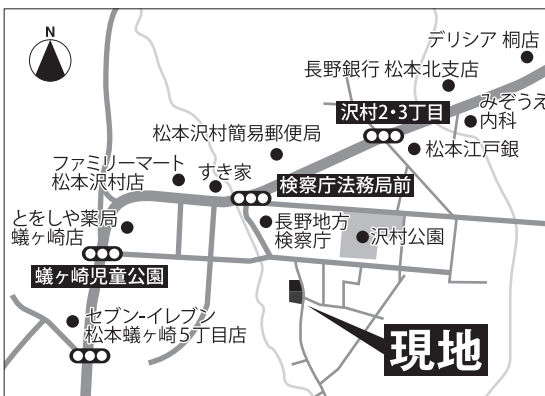 N
デリシア 桐店
長野銀行 松本北支店
みぞうえ
内科
沢村2・3丁目
松本江戸銀
松本沢村簡易郵便局
ファミリーマート
松本沢村店
すき家
検察庁法務局前
とをしや薬局
蟻ヶ崎店
長野地方
検察庁
沢村公園
蟻ヶ崎児童公園
セブン-イレブン
松本蟻ヶ崎5丁目店
現地